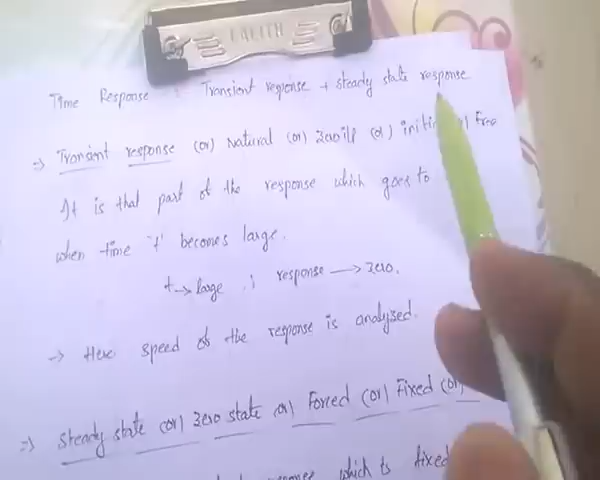 LALITH
Time Response Transient response + steady state response
=> Transient response (or) Natural (or) Zero i/p (or) Free
It is that part of the response which goes to
when time 't' becomes large.
t→large ; response → zero.
→ Here speed of the response is analysed.
=> Steady state (or) Zero state (or) Forced (or) Fixed (or)
which is fixed